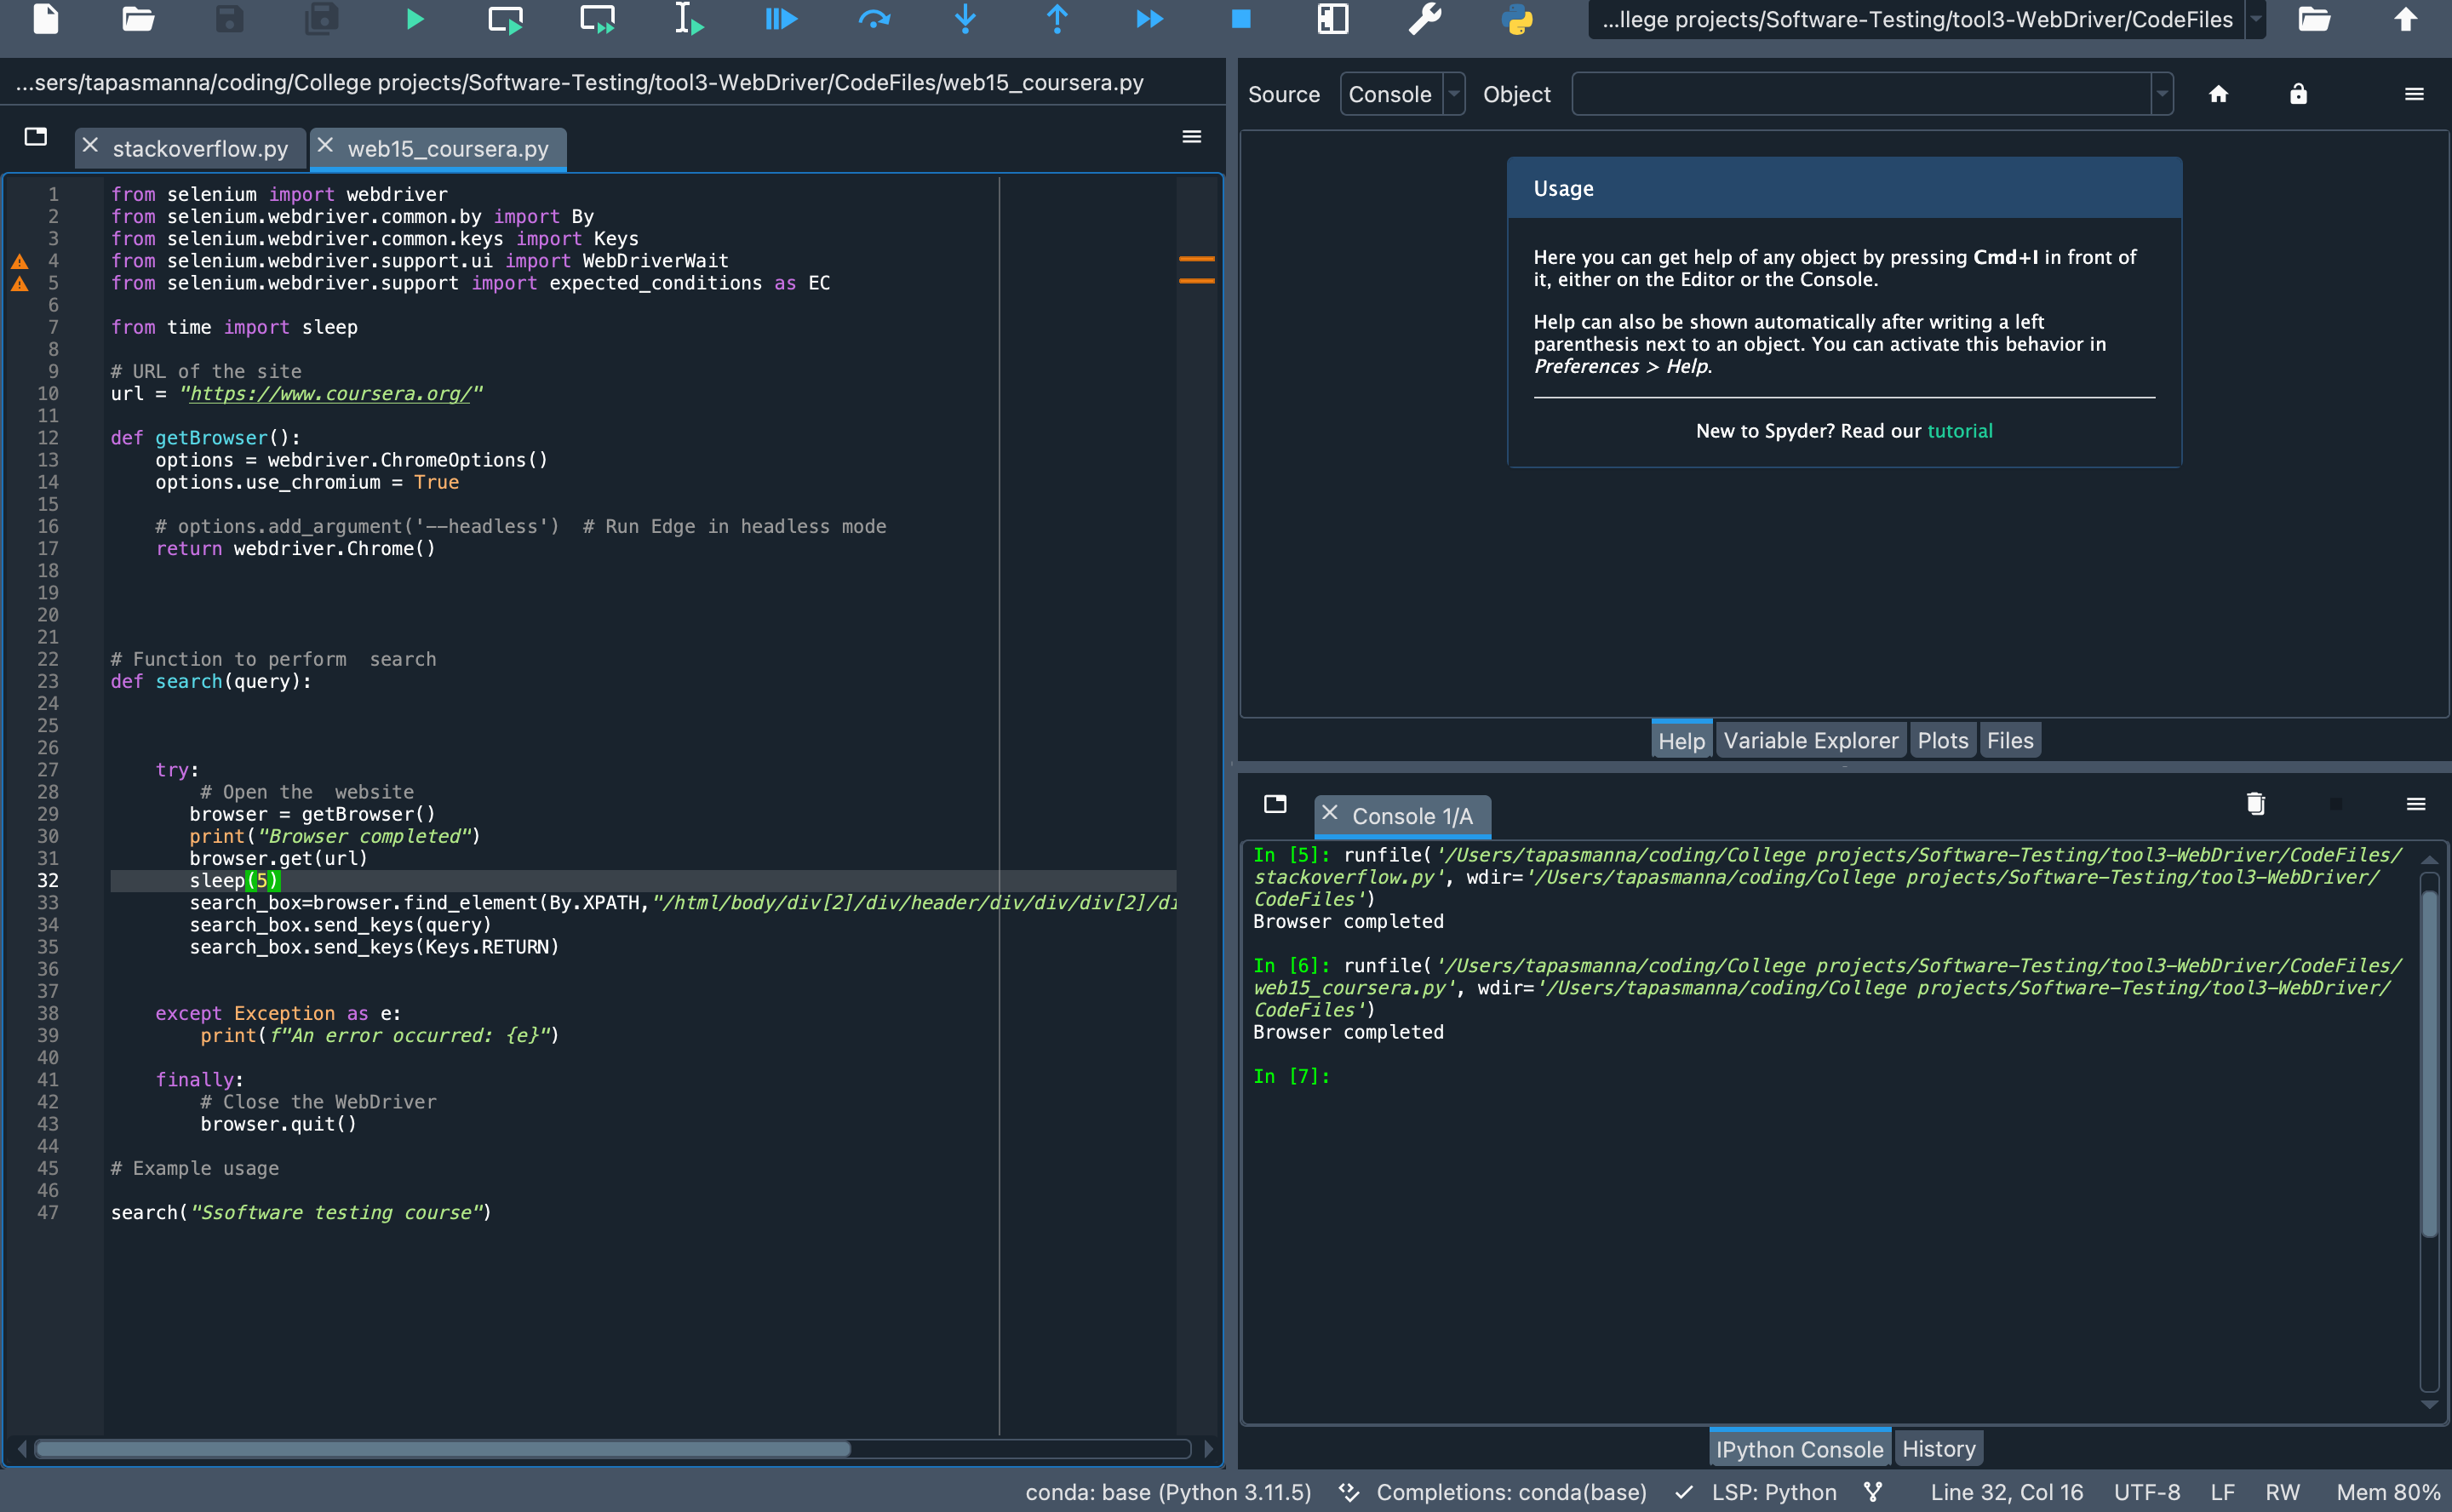 ...llege projects/Software-Testing/tool3-WebDriver/CodeFiles
...sers/tapasmanna/coding/College projects/Software-Testing/tool3-WebDriver/CodeFiles/web15_coursera.py
stackoverflow.py
web15_coursera.py
1 from selenium import webdriver
2 from selenium.webdriver.common.by import By
3 from selenium.webdriver.common.keys import Keys
4 from selenium.webdriver.support.ui import WebDriverWait
5 from selenium.webdriver.support import expected_conditions as EC
6
7 from time import sleep
8
9 # URL of the site
10 url = "https://www.coursera.org/"
11
12 def getBrowser():
13     options = webdriver.ChromeOptions()
14     options.use_chromium = True
15
16     # options.add_argument('--headless')  # Run Edge in headless mode
17     return webdriver.Chrome()
18
19
20
21
22 # Function to perform  search
23 def search(query):
24
25
26
27     try:
28         # Open the  website
29        browser = getBrowser()
30        print("Browser completed")
31        browser.get(url)
32        sleep(5)
33        search_box=browser.find_element(By.XPATH,"/html/body/div[2]/div/header/div/div/div[2]/di
34        search_box.send_keys(query)
35        search_box.send_keys(Keys.RETURN)
36
37
38     except Exception as e:
39         print(f"An error occurred: {e}")
40
41     finally:
42         # Close the WebDriver
43         browser.quit()
44
45 # Example usage
46
47 search("Ssoftware testing course")
Source Console Object
Usage
Here you can get help of any object by pressing Cmd+I in front of
it, either on the Editor or the Console.
Help can also be shown automatically after writing a left
parenthesis next to an object. You can activate this behavior in
Preferences > Help.
New to Spyder? Read our tutorial
Help Variable Explorer Plots Files
Console 1/A
In [5]: runfile('/Users/tapasmanna/coding/College projects/Software-Testing/tool3-WebDriver/CodeFiles/
stackoverflow.py', wdir='/Users/tapasmanna/coding/College projects/Software-Testing/tool3-WebDriver/
CodeFiles')
Browser completed
In [6]: runfile('/Users/tapasmanna/coding/College projects/Software-Testing/tool3-WebDriver/CodeFiles/
web15_coursera.py', wdir='/Users/tapasmanna/coding/College projects/Software-Testing/tool3-WebDriver/
CodeFiles')
Browser completed
In [7]:
IPython Console History
conda: base (Python 3.11.5) Completions: conda(base) LSP: Python Line 32, Col 16 UTF-8 LF RW Mem 80%